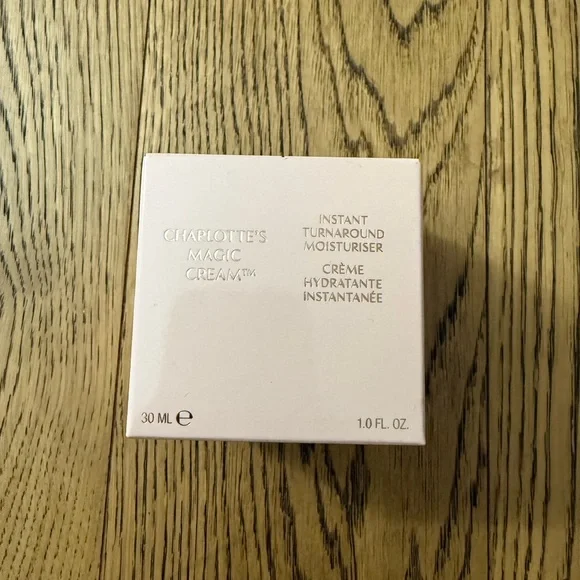 CHARLOTTE'S
MAGIC
CREAM™
INSTANT
TURNAROUND
MOISTURISER
CRÈME
HYDRATANTE
INSTANTANÉE
30 ML ℮
1.0 FL. OZ.